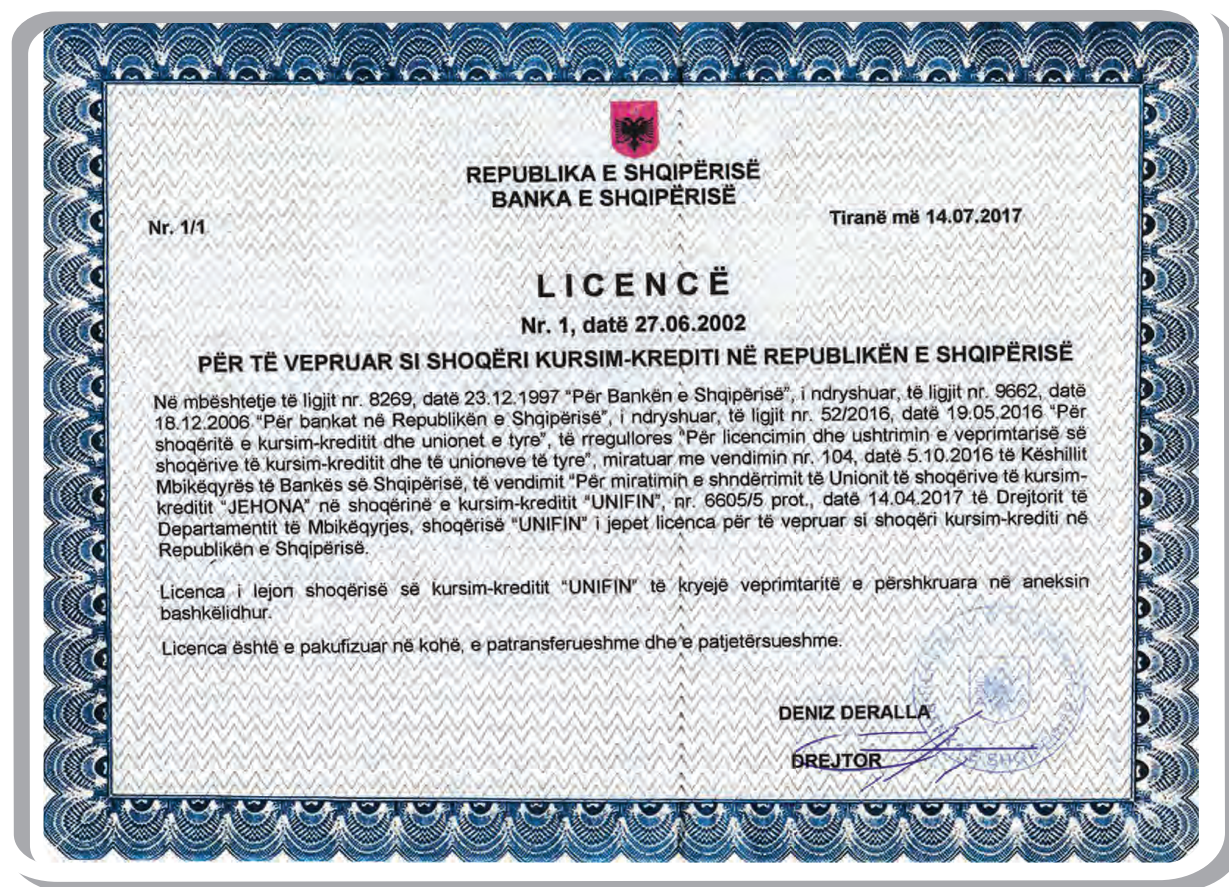 REPUBLIKA E SHQIPËRISË
BANKA E SHQIPËRISË
Nr. 1/1
Tiranë më 14.07.2017
LICENCË
Nr. 1, datë 27.06.2002
PËR TË VEPRUAR SI SHOQËRI KURSIM-KREDITI NË REPUBLIKËN E SHQIPËRISË
Në mbështetje të ligjit nr. 8269, datë 23.12.1997 "Për Bankën e Shqipërisë", i ndryshuar, të ligjit nr. 9662, datë
18.12.2006 "Për bankat në Republikën e Shqipërisë", i ndryshuar, të ligjit nr. 52/2016, datë 19.05.2016 "Për
shoqëritë e kursim-kreditit dhe unionet e tyre", të rregullores "Për licencimin dhe ushtrimin e veprimtarisë së
shoqërive të kursim-kreditit dhe të unioneve të tyre", miratuar me vendimin nr. 104, datë 5.10.2016 të Këshillit
Mbikëqyrës të Bankës së Shqipërisë, të vendimit "Për miratimin e shndërrimit të Unionit të shoqërive të kursim-
kreditit "JEHONA" në shoqërinë e kursim-kreditit "UNIFIN", nr. 6605/5 prot., datë 14.04.2017 të Drejtorit të
Departamentit të Mbikëqyrjes, shoqërisë "UNIFIN" i jepet licenca për të vepruar si shoqëri kursim-krediti në
Republikën e Shqipërisë.
Licenca i lejon shoqërisë së kursim-kreditit "UNIFIN" të kryejë veprimtaritë e përshkruara në aneksin
bashkëlidhur.
Licenca është e pakufizuar në kohë, e patransferueshme dhe e patjetërsueshme.
DENIZ DERALLA
DREJTOR